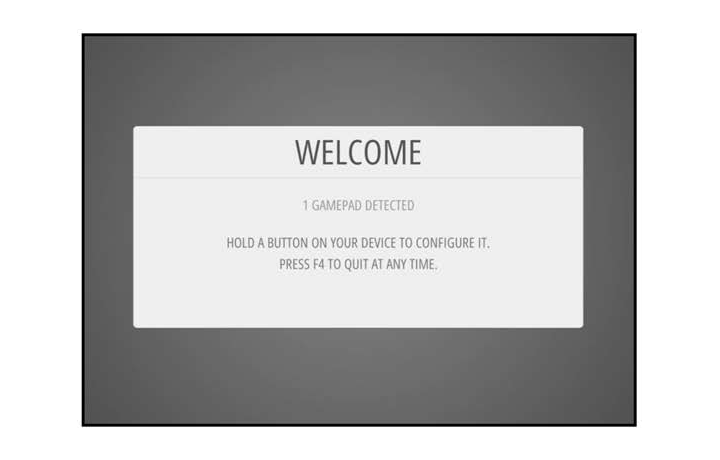 WELCOME
1 GAMEPAD DETECTED
HOLD A BUTTON ON YOUR DEVICE TO CONFIGURE IT.
PRESS F4 TO QUIT AT ANY TIME.